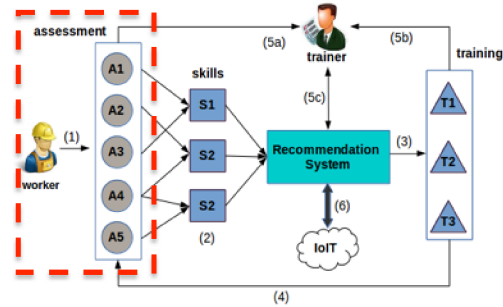 assessment
(5a)
(5b)
trainer
training
A1
skills
S1
T1
A2
(5c)
(1)
A3
S2
Recommendation
System
(3)
T2
worker
A4
S2
(6)
T3
A5
(2)
IoIT
(4)